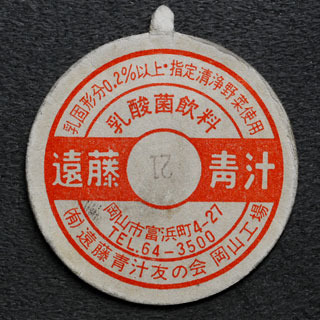 乳固形分0.2%以上・指定清浄野菜使用
乳酸菌飲料
遠藤 青汁
21
岡山市富浜町4-27
TEL.64-3500
(有)遠藤青汁友の会 岡山工場